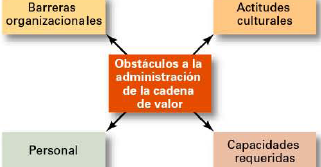 Barreras
organizacionales
Actitudes
culturales
Obstáculos a la
administración
de la cadena
de valor
Personal
Capacidades
requeridas